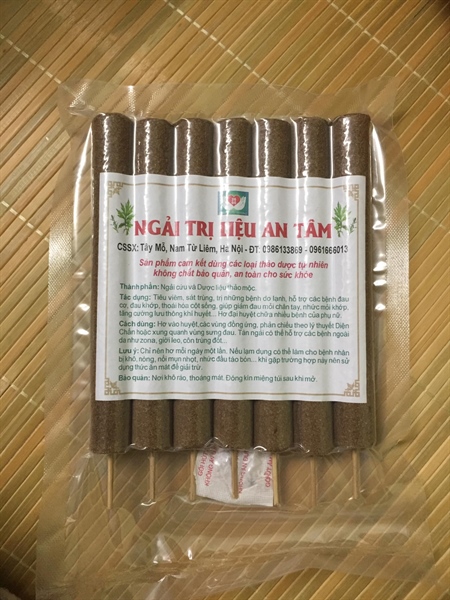 NGẢI TRỊ LIỆU AN TÂM
CSSX: Tây Mỗ, Nam Từ Liêm, Hà Nội - ĐT: 0986133869 - 0961666013
Sản phẩm cam kết dùng các loại thảo dược tự nhiên
không chất bảo quản, an toàn cho sức khỏe
Thành phần: Ngải cứu và Dược liệu thảo mộc.
Tác dụng: Tiêu viêm, sát trùng, trị những bệnh do lạnh, hỗ trợ các bệnh đau
cơ, đau khớp, thoái hóa cột sống, giúp giảm đau mỏi chân tay, nhức mỏi khớp,
tăng cường lưu thông khí huyết... Hơ đại huyệt chữa nhiều bệnh của phụ nữ.
Cách dùng: Hơ vào huyệt, các vùng đồng ứng, phản chiếu theo lý thuyết Diện
Chẩn hoặc xung quanh vùng sưng đau. Tàn ngải có thể hỗ trợ các bệnh ngoài
da như zona, giời leo, côn trùng đốt...
Lưu ý: Chỉ nên hơ mỗi ngày một lần. Nếu lạm dụng có thể làm cho bệnh nhân
bị khô, nóng, nổi mụn nhọt, nhức đầu táo bón... khi gặp trường hợp này nên sử
dụng thức ăn mát để giải trừ.
Bảo quản: Nơi khô ráo, thoáng mát. Đóng kín miệng túi sau khi mở.